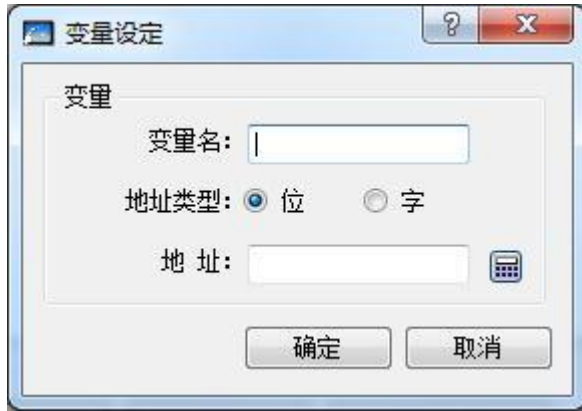 变量设定
变量
变量名：
地址类型： 位 字
地 址：
确定 取消